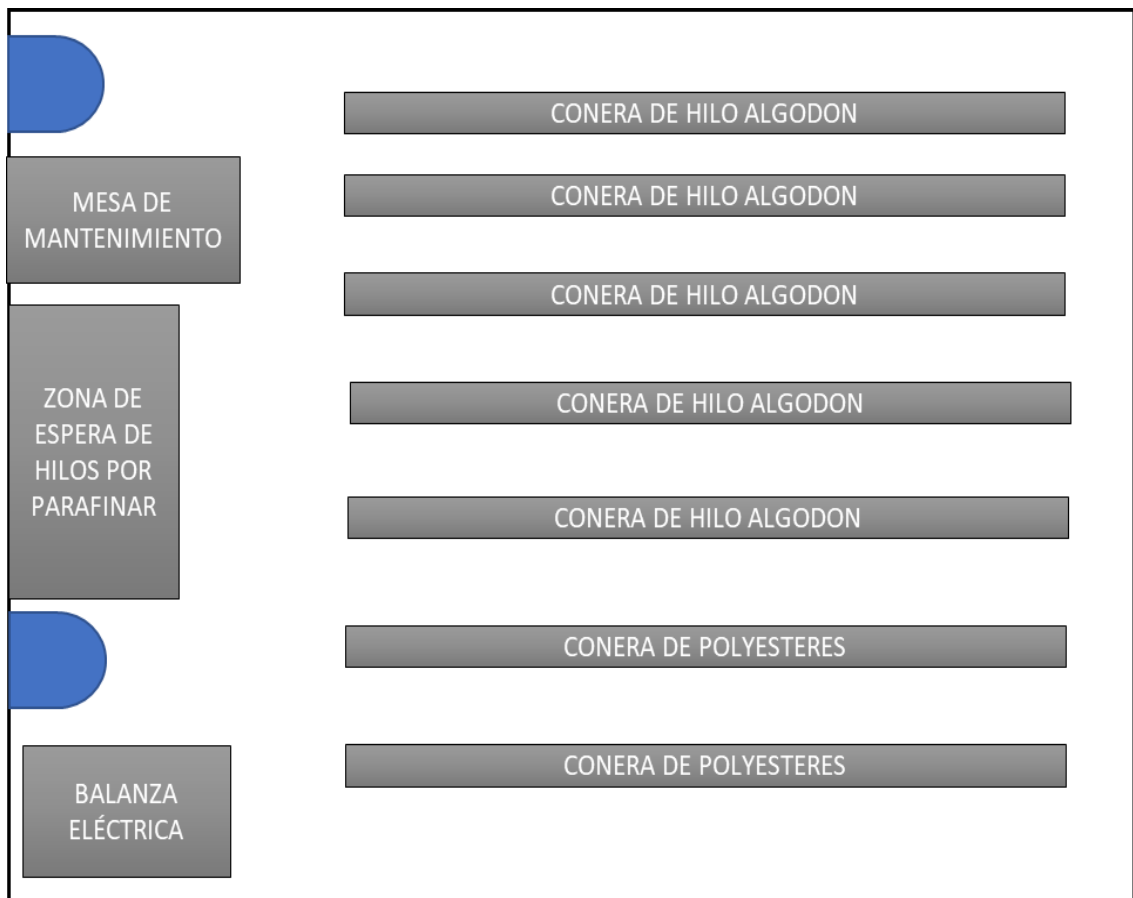 MESA DE
MANTENIMIENTO
ZONA DE
ESPERA DE
HILOS POR
PARAFINAR
BALANZA
ELÉCTRICA
CONERA DE HILO ALGODON
CONERA DE HILO ALGODON
CONERA DE HILO ALGODON
CONERA DE HILO ALGODON
CONERA DE HILO ALGODON
CONERA DE POLYESTERES
CONERA DE POLYESTERES